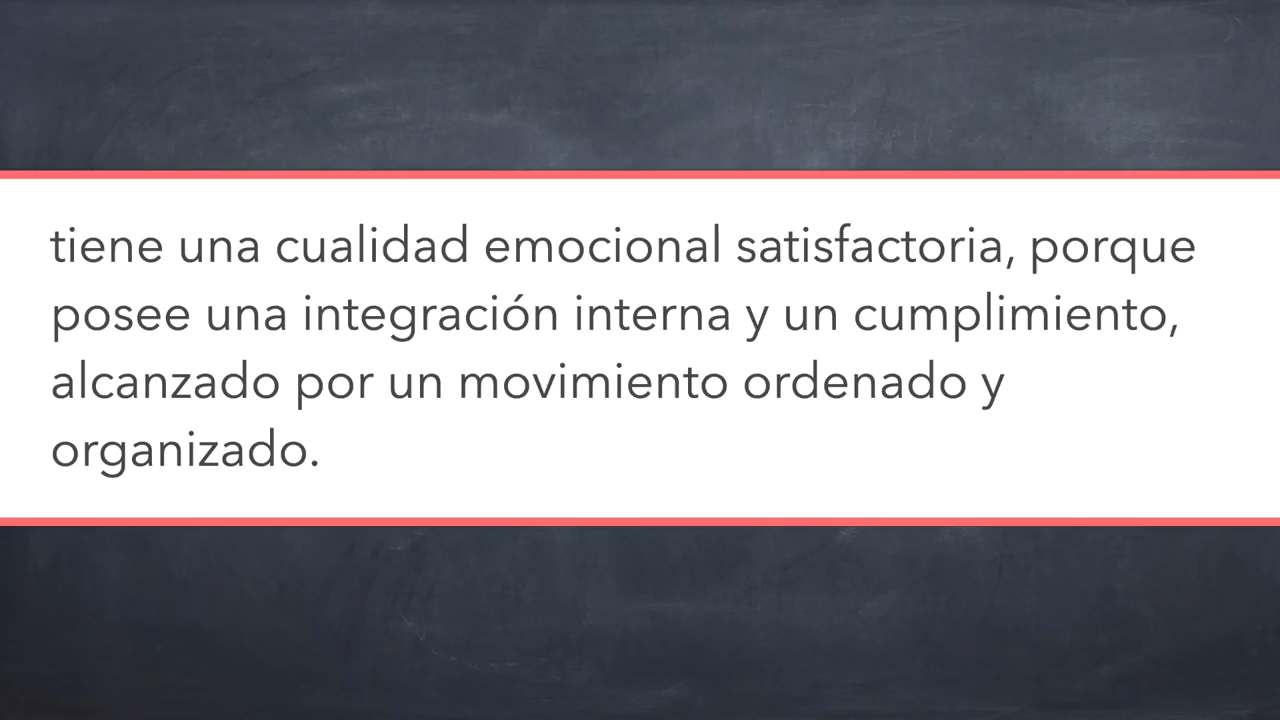 tiene una cualidad emocional satisfactoria, porque
posee una integración interna y un cumplimiento,
alcanzado por un movimiento ordenado y
organizado.